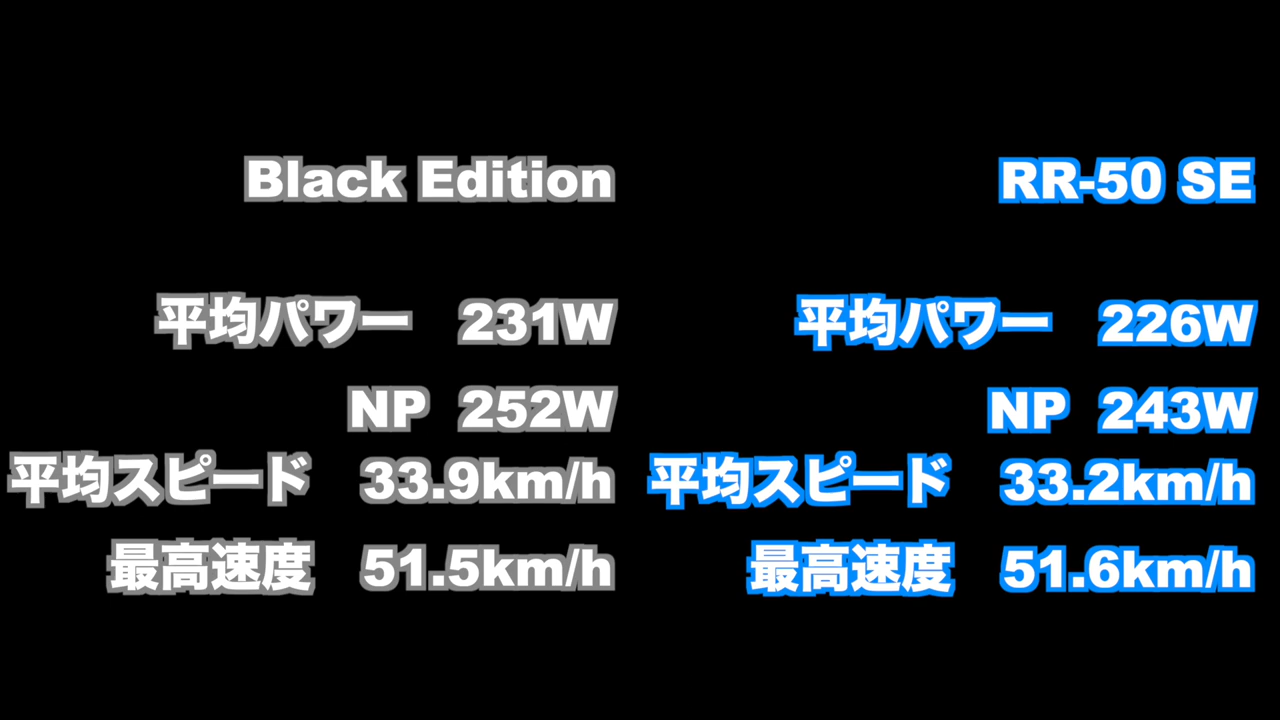 Black Edition
平均パワー 231W
NP 252W
平均スピード 33.9km/h
最高速度 51.5km/h
RR-50 SE
平均パワー 226W
NP 243W
平均スピード 33.2km/h
最高速度 51.6km/h